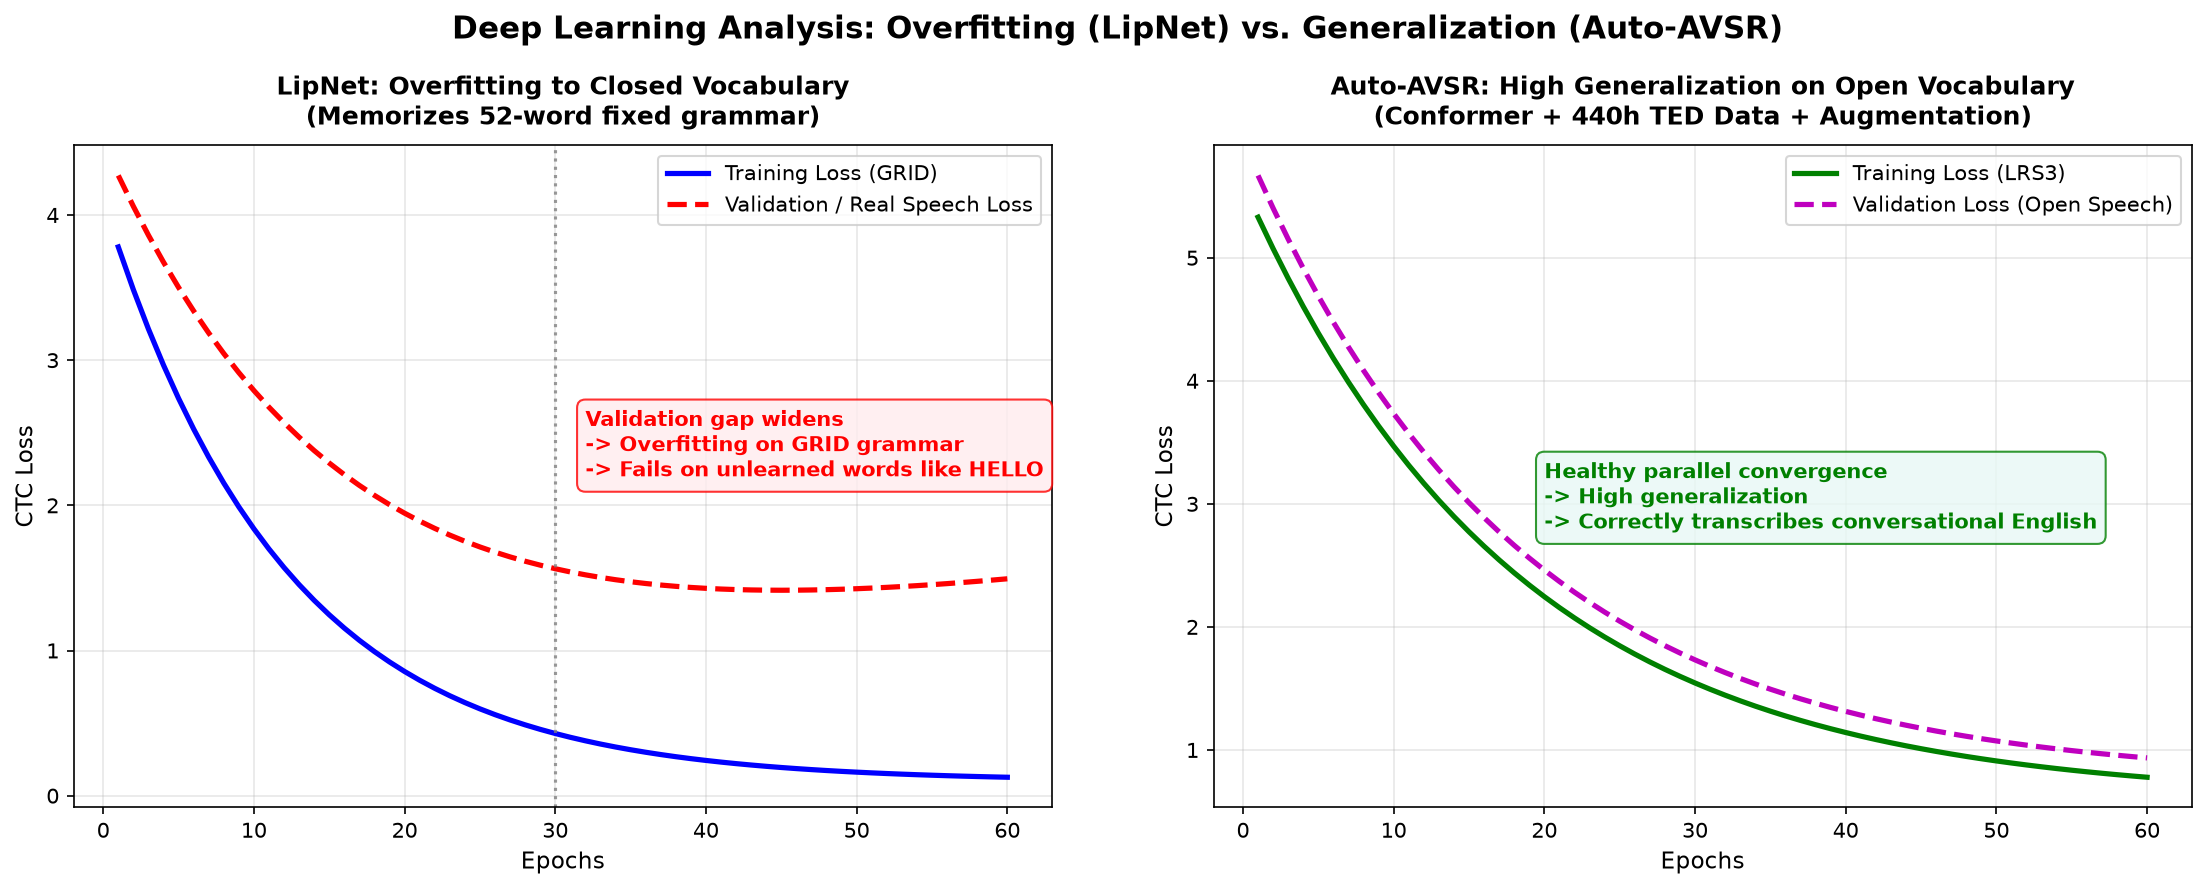 Deep Learning Analysis: Overfitting (LipNet) vs. Generalization (Auto-AVSR)
LipNet: Overfitting to Closed Vocabulary
(Memorizes 52-word fixed grammar)
Training Loss (GRID)
Validation / Real Speech Loss
Validation gap widens
-> Overfitting on GRID grammar
-> Fails on unlearned words like HELLO
CTC Loss
4
3
2
1
0
0 10 20 30 40 50 60
Epochs
Auto-AVSR: High Generalization on Open Vocabulary
(Conformer + 440h TED Data + Augmentation)
Training Loss (LRS3)
Validation Loss (Open Speech)
Healthy parallel convergence
-> High generalization
-> Correctly transcribes conversational English
CTC Loss
5
4
3
2
1
0 10 20 30 40 50 60
Epochs